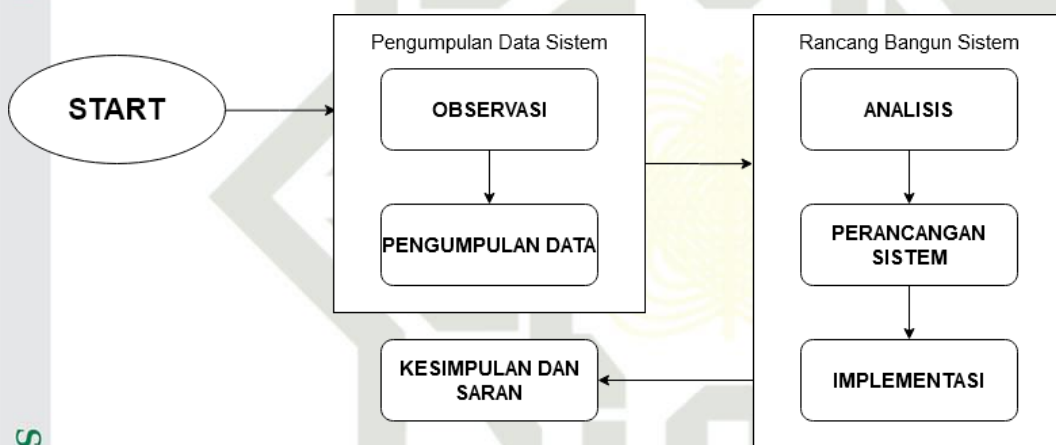 START
Pengumpulan Data Sistem
OBSERVASI
PENGUMPULAN DATA
Rancang Bangun Sistem
ANALISIS
PERANCANGAN
SISTEM
IMPLEMENTASI
KESIMPULAN DAN
SARAN